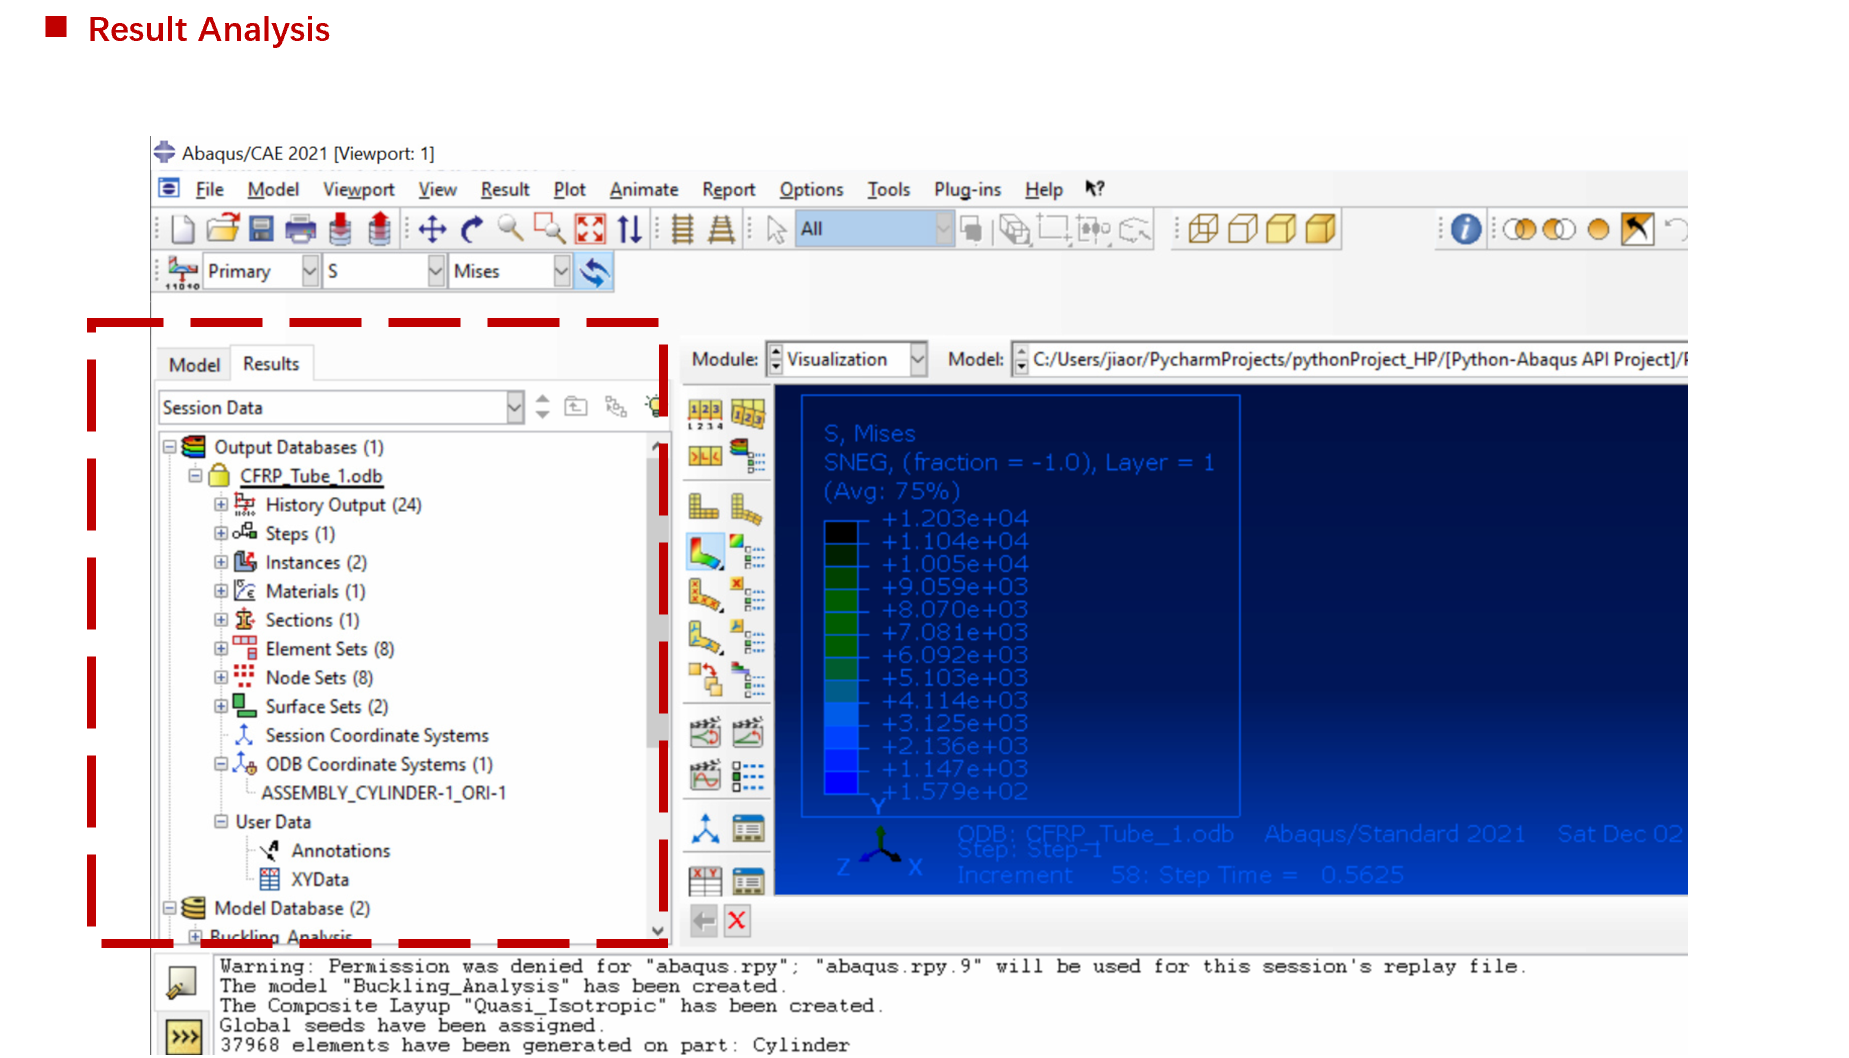 Result Analysis
Abaqus/CAE 2021 [Viewport: 1]
File Model Viewport View Result Plot Animate Report Options Tools Plug-ins Help
All
Primary S Mises
Model Results
Module: Visualization Model: C:/Users/jiaor/PycharmProjects/pythonProject_HP/[Python-Abaqus API Project]/
Session Data
Output Databases (1)
CFRP_Tube_1.odb
History Output (24)
Steps (1)
Instances (2)
Materials (1)
Sections (1)
Element Sets (8)
Node Sets (8)
Surface Sets (2)
Session Coordinate Systems
ODB Coordinate Systems (1)
ASSEMBLY_CYLINDER-1_ORI-1
User Data
Annotations
XYData
Model Database (2)
Buckling_Analysis
S, Mises
SNEG, (fraction = -1.0), Layer = 1
(Avg: 75%)
+1.203e+04
+1.104e+04
+1.005e+04
+9.059e+03
+8.070e+03
+7.081e+03
+6.092e+03
+5.103e+03
+4.114e+03
+3.125e+03
+2.136e+03
+1.147e+03
+1.579e+02
Y
Z X
ODB: CFRP_Tube_1.odb Abaqus/Standard 2021 Sat Dec 02
Step: Step-1
Increment 58: Step Time = 0.5625
Warning: Permission was denied for "abaqus.rpy"; "abaqus.rpy.9" will be used for this session's replay file.
The model "Buckling_Analysis" has been created.
The Composite Layup "Quasi_Isotropic" has been created.
Global seeds have been assigned.
37968 elements have been generated on part: Cylinder
>>>